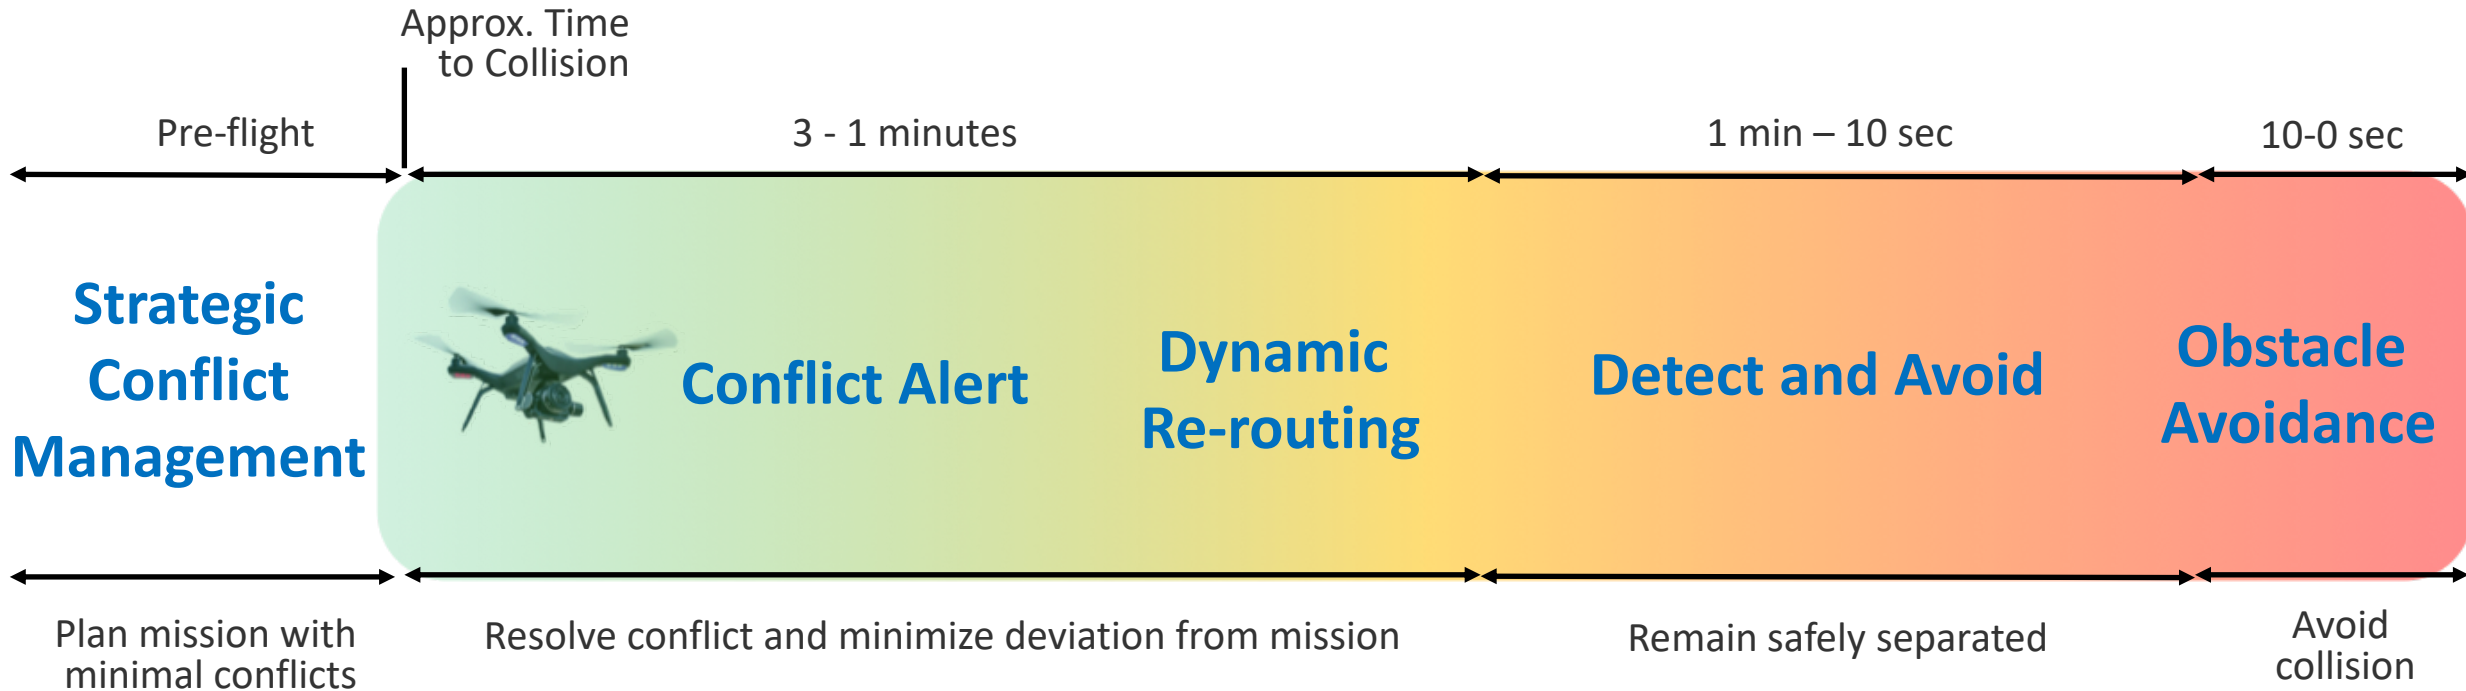 Approx. Time
to Collision
Pre-flight
3 - 1 minutes
1 min – 10 sec
10-0 sec
Strategic
Conflict
Management
Conflict Alert
Dynamic
Re-routing
Detect and Avoid
Obstacle
Avoidance
Plan mission with
minimal conflicts
Resolve conflict and minimize deviation from mission
Remain safely separated
Avoid
collision